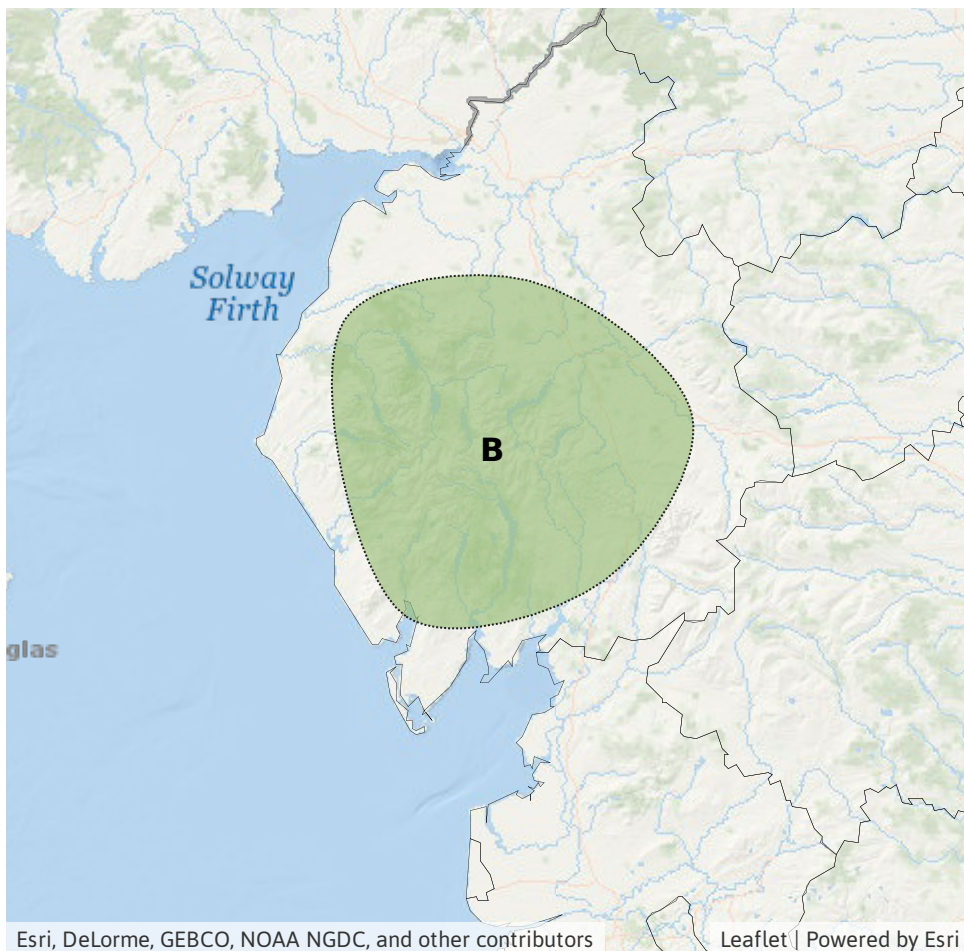 Solway
Firth
B
glas
Esri, DeLorme, GEBCO, NOAA NGDC, and other contributors
Leaflet | Powered by Esri